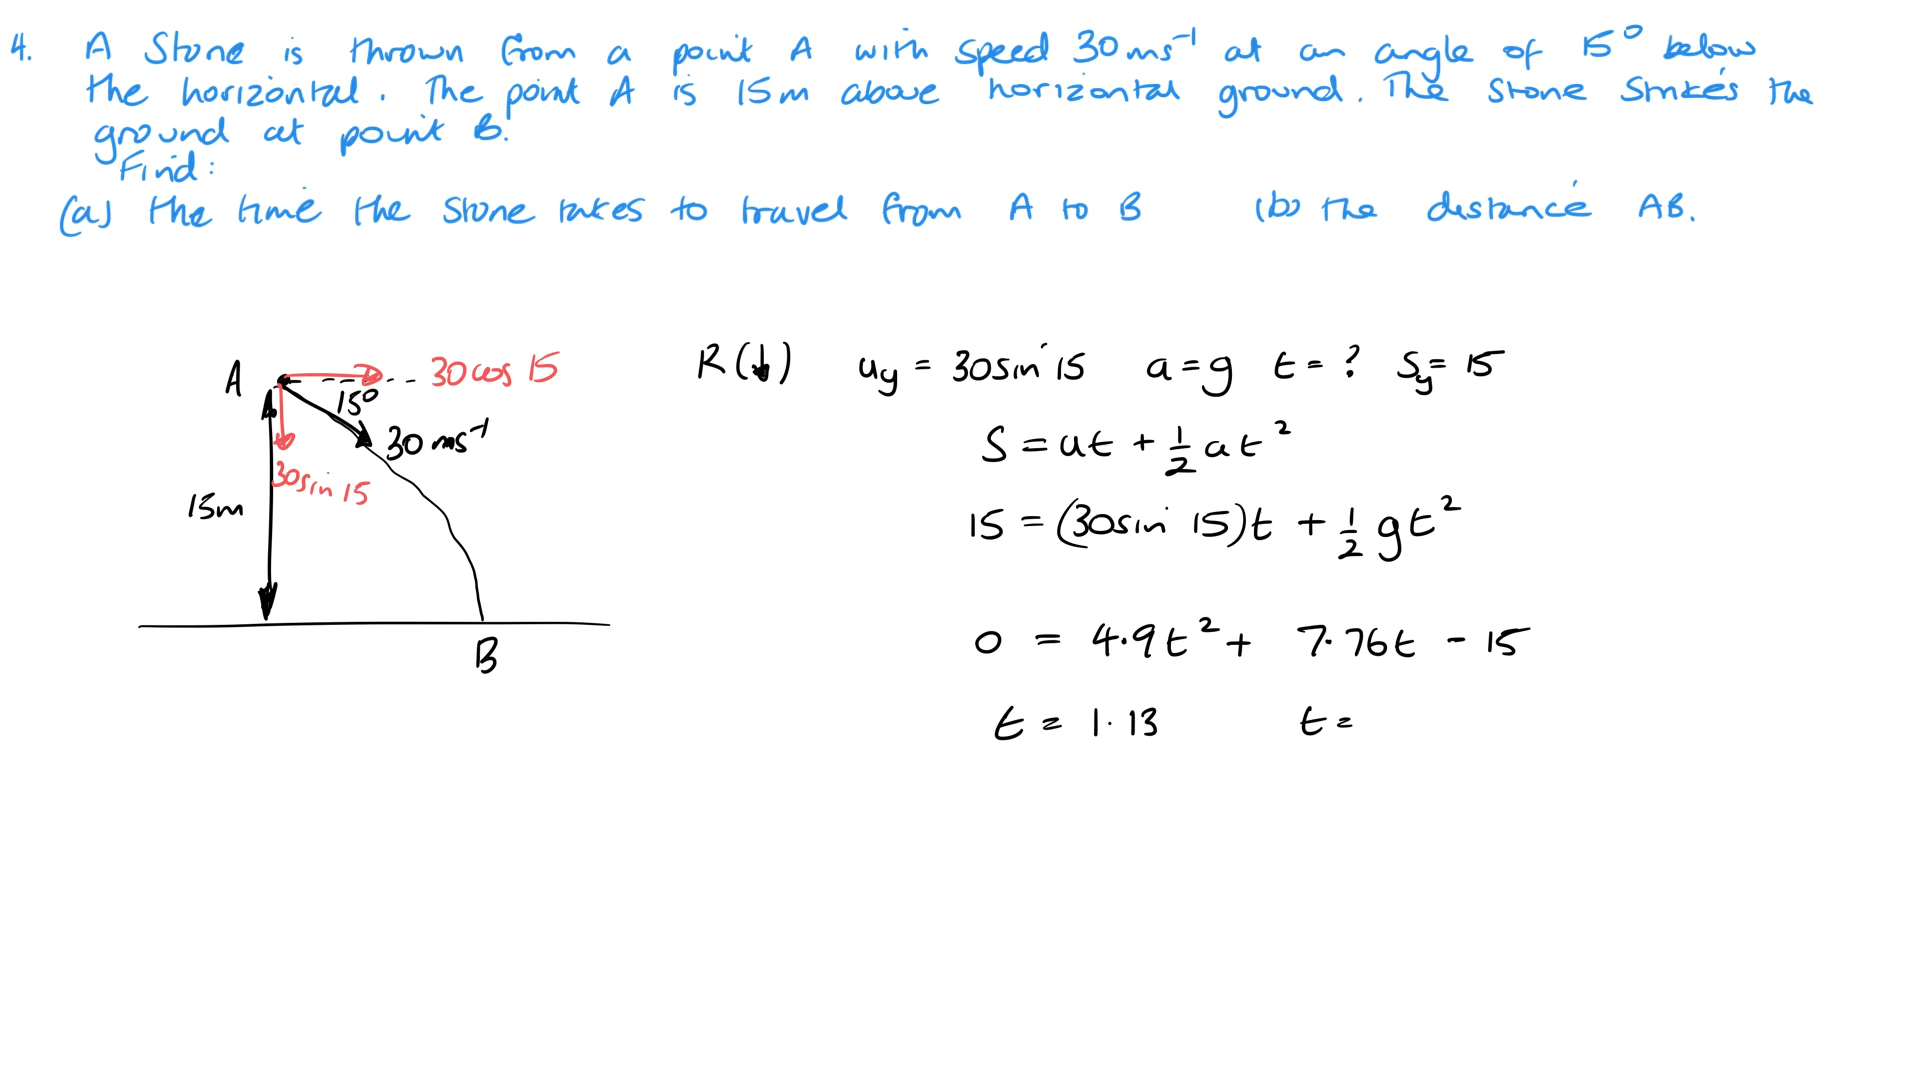 4. A Stone is thrown from a point A with speed 30ms⁻¹ at an angle of 15° below
the horizontal. The point A is 15m above horizontal ground. The stone strikes the
ground at point B.
Find:
(a) the time the stone takes to travel from A to B (b) the distance AB.
A 30cos 15
15°
30 ms⁻¹
30sin 15
15m
B
R(↓) u_y = 30sin 15 a = g t = ? S_y = 15
S = ut + ½at²
15 = (30sin 15)t + ½gt²
0 = 4.9t² + 7.76t - 15
t = 1.13 t =